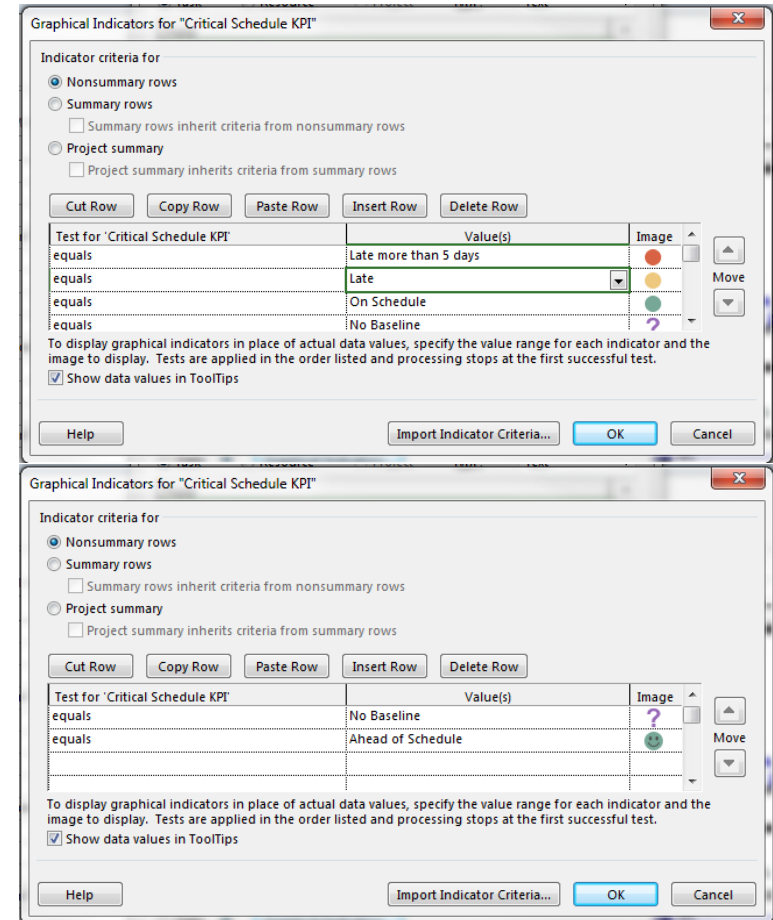 Graphical Indicators for "Critical Schedule KPI"
Indicator criteria for
Nonsummary rows
Summary rows
Summary rows inherit criteria from nonsummary rows
Project summary
Project summary inherits criteria from summary rows
Cut Row Copy Row Paste Row Insert Row Delete Row
Test for 'Critical Schedule KPI' Value(s) Image
equals Late more than 5 days
equals Late Move
equals On Schedule
equals No Baseline ?
To display graphical indicators in place of actual data values, specify the value range for each indicator and the
image to display. Tests are applied in the order listed and processing stops at the first successful test.
Show data values in ToolTips
Help Import Indicator Criteria... OK Cancel
Graphical Indicators for "Critical Schedule KPI"
Indicator criteria for
Nonsummary rows
Summary rows
Summary rows inherit criteria from nonsummary rows
Project summary
Project summary inherits criteria from summary rows
Cut Row Copy Row Paste Row Insert Row Delete Row
Test for 'Critical Schedule KPI' Value(s) Image
equals No Baseline ?
equals Ahead of Schedule Move
To display graphical indicators in place of actual data values, specify the value range for each indicator and the
image to display. Tests are applied in the order listed and processing stops at the first successful test.
Show data values in ToolTips
Help Import Indicator Criteria... OK Cancel